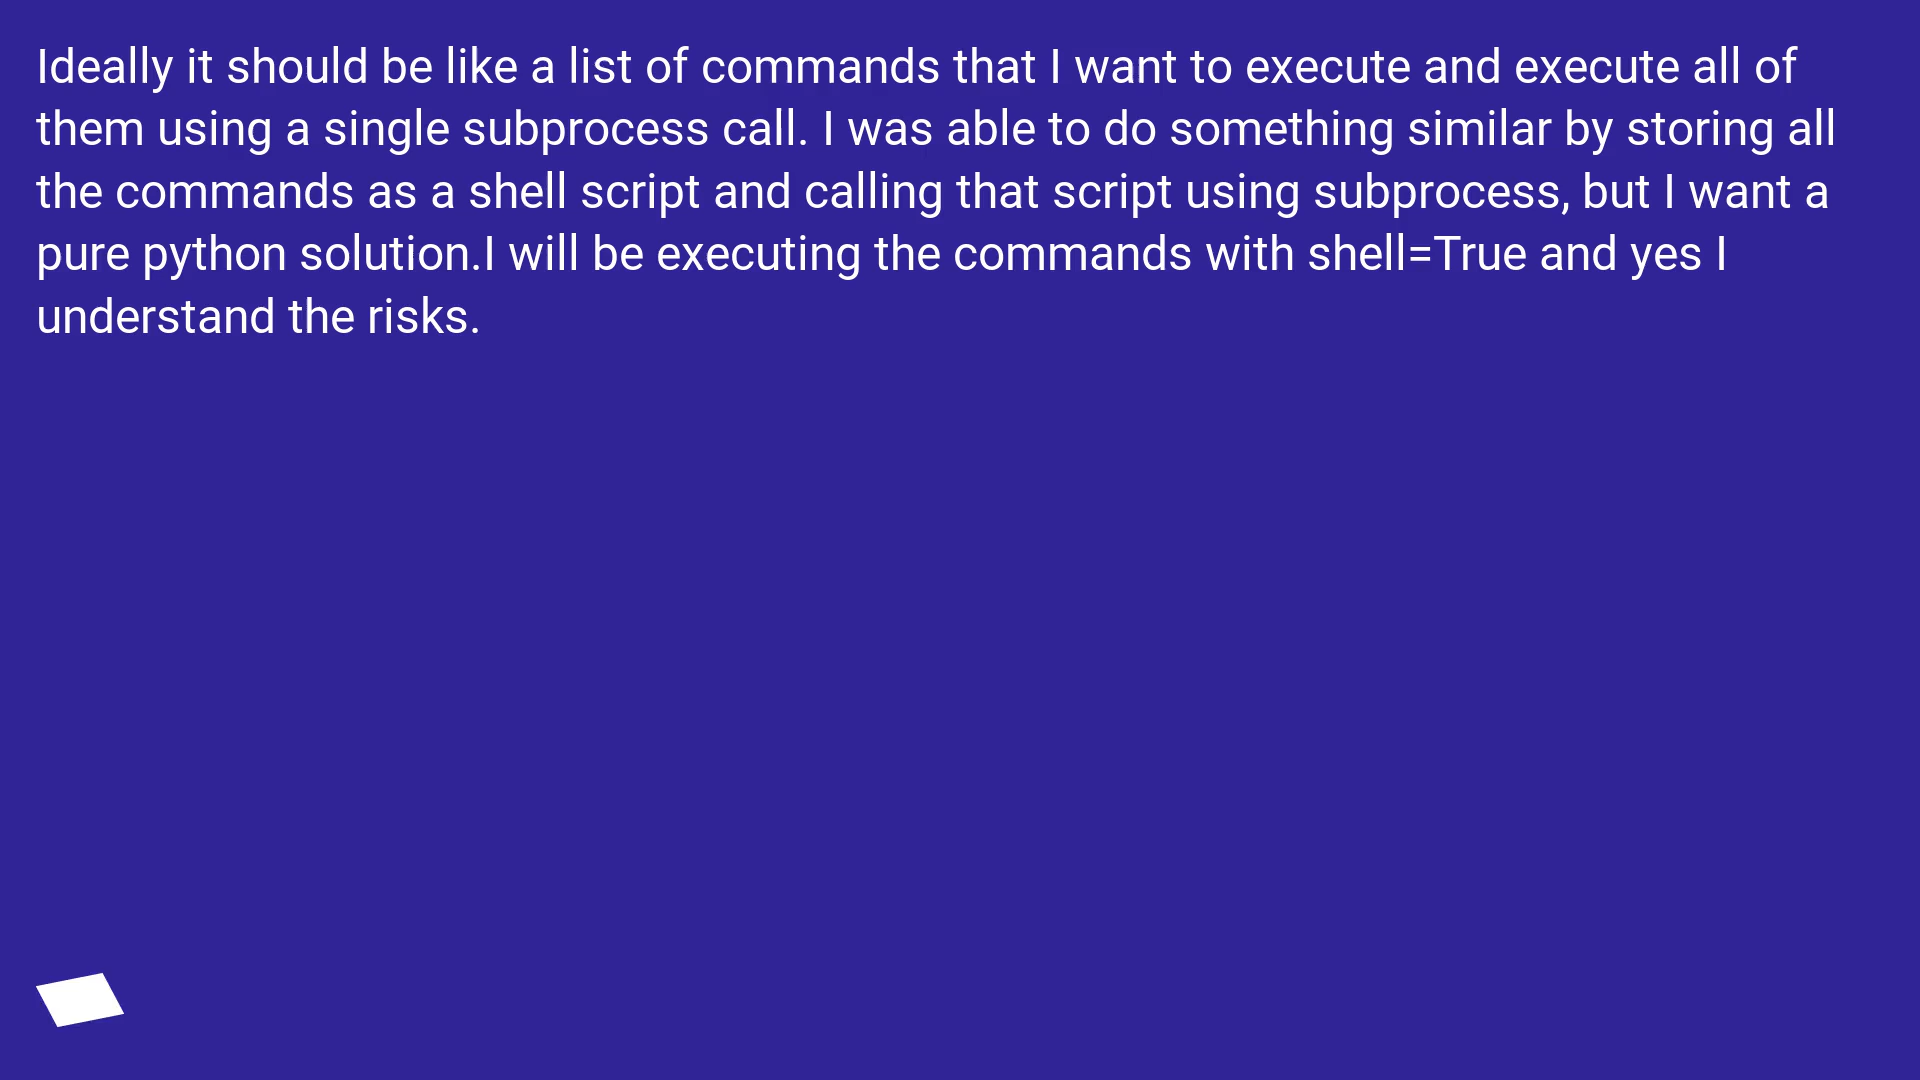 Ideally it should be like a list of commands that I want to execute and execute all of
them using a single subprocess call. I was able to do something similar by storing all
the commands as a shell script and calling that script using subprocess, but I want a
pure python solution.I will be executing the commands with shell=True and yes I
understand the risks.